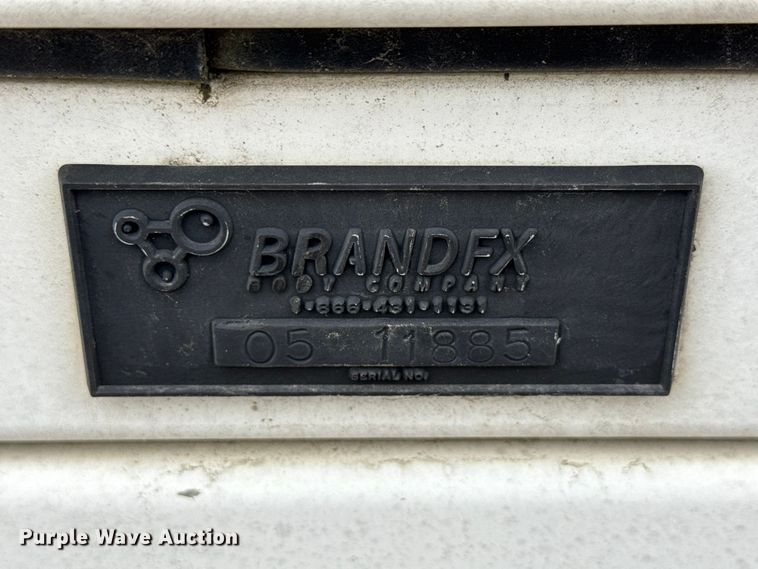 BRANDFX
BODY COMPANY
1-866-431-1131
05 11885
SERIAL NO.
Purple Wave Auction